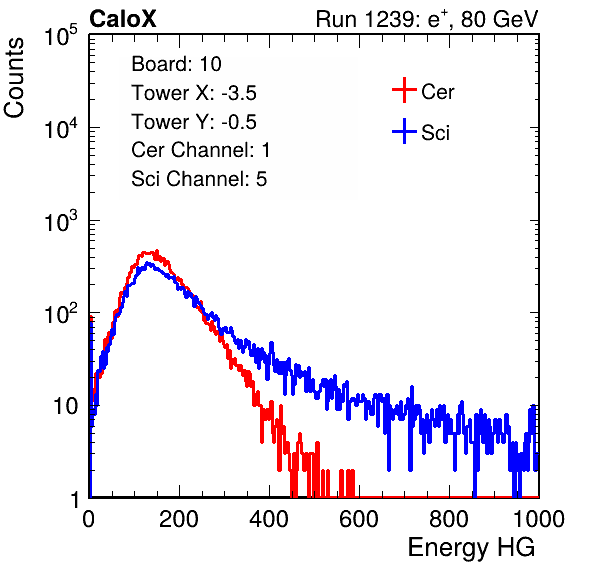 CaloX Run 1239: e⁺, 80 GeV
Counts
10⁵
10⁴
10³
10²
10
1
Board: 10
Tower X: -3.5
Tower Y: -0.5
Cer Channel: 1
Sci Channel: 5
Cer
Sci
0 200 400 600 800 1000
Energy HG